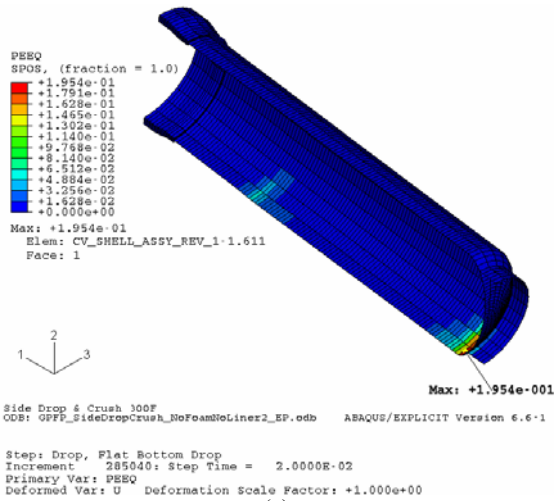 PEEQ
SPOS, (fraction = 1.0)
+1.954e-01
+1.791e-01
+1.628e-01
+1.465e-01
+1.302e-01
+1.140e-01
+9.768e-02
+8.140e-02
+6.512e-02
+4.884e-02
+3.256e-02
+1.628e-02
+0.000e+00
Max: +1.954e-01
Elem: CV_SHELL_ASSY_REV_1-1.611
Face: 1
2
1 3
Max: +1.954e-001
Side Drop & Crush 300F
ODB: GPFP_SideDropCrush_NoFoamNoLiner2_EP.odb ABAQUS/EXPLICIT Version 6.6-1
Step: Drop, Flat Bottom Drop
Increment 285040: Step Time = 2.0000E-02
Primary Var: PEEQ
Deformed Var: U Deformation Scale Factor: +1.000e+00